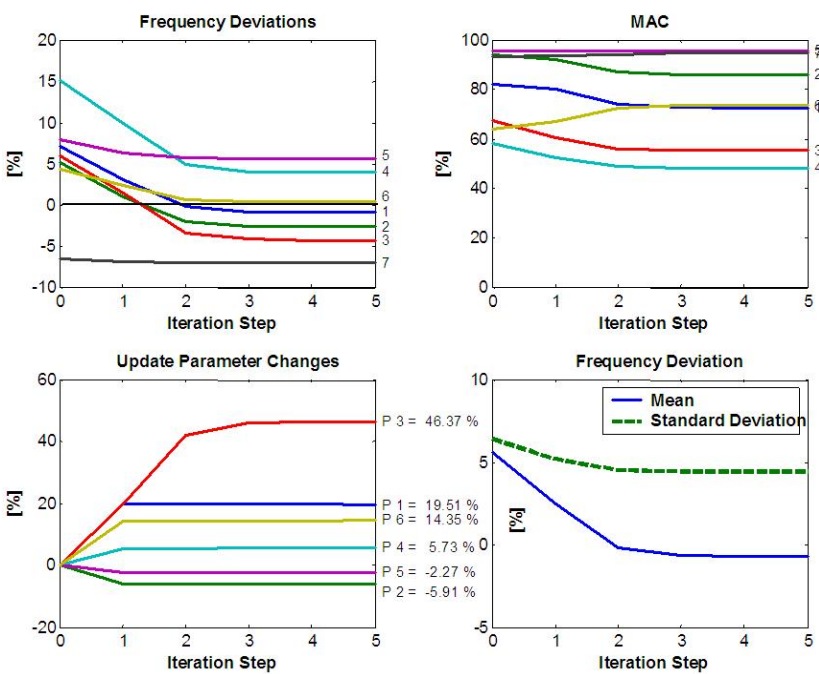 Frequency Deviations
20
15
10
5
0
-5
-10
[%]
0 1 2 3 4 5
Iteration Step
5
4
6
1
2
3
7
MAC
100
80
60
40
20
0
[%]
0 1 2 3 4 5
Iteration Step
2
3
4
Update Parameter Changes
60
40
20
0
-20
[%]
0 1 2 3 4 5
Iteration Step
P 3 = 46.37 %
P 1 = 19.51 %
P 6 = 14.35 %
P 4 = 5.73 %
P 5 = -2.27 %
P 2 = -5.91 %
Frequency Deviation
10
5
0
-5
[%]
Mean
Standard Deviation
0 1 2 3 4 5
Iteration Step